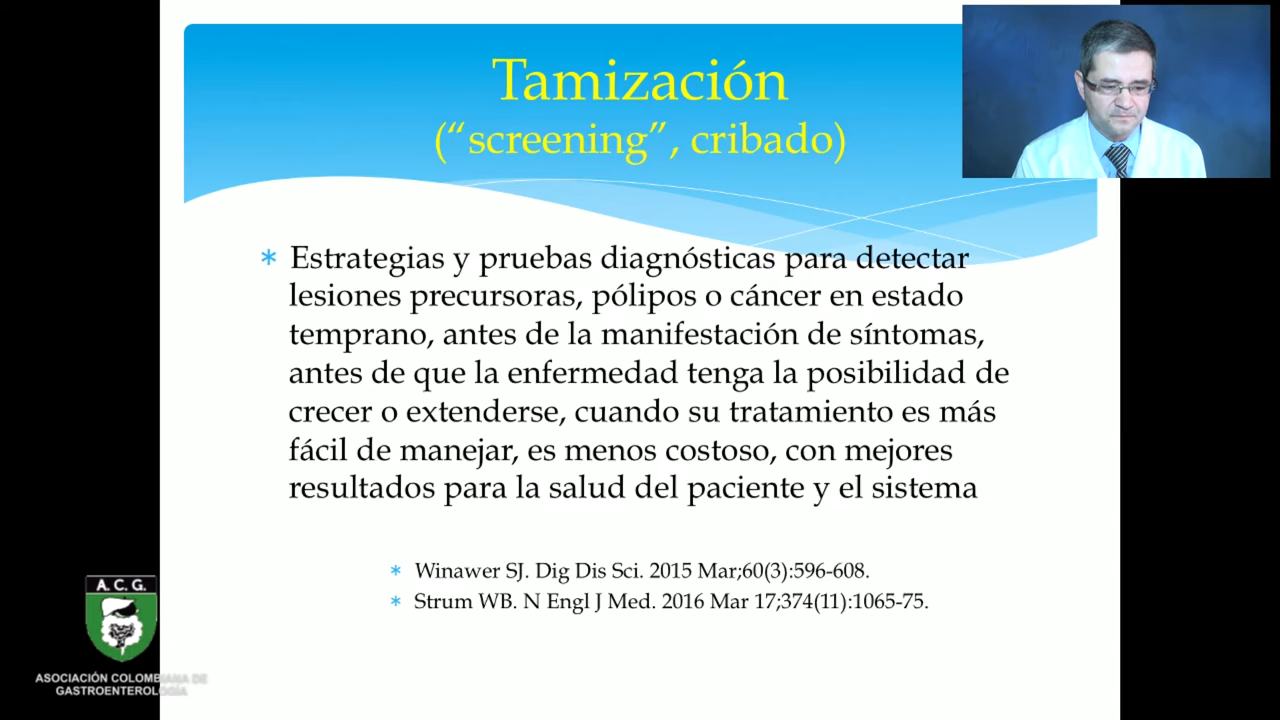 Tamización
(“screening”, cribado)
* Estrategias y pruebas diagnósticas para detectar
lesiones precursoras, pólipos o cáncer en estado
temprano, antes de la manifestación de síntomas,
antes de que la enfermedad tenga la posibilidad de
crecer o extenderse, cuando su tratamiento es más
fácil de manejar, es menos costoso, con mejores
resultados para la salud del paciente y el sistema
* Winawer SJ. Dig Dis Sci. 2015 Mar;60(3):596-608.
* Strum WB. N Engl J Med. 2016 Mar 17;374(11):1065-75.
A. C. G.
ASOCIACIÓN COLOMBIANA DE
GASTROENTEROLOGÍA